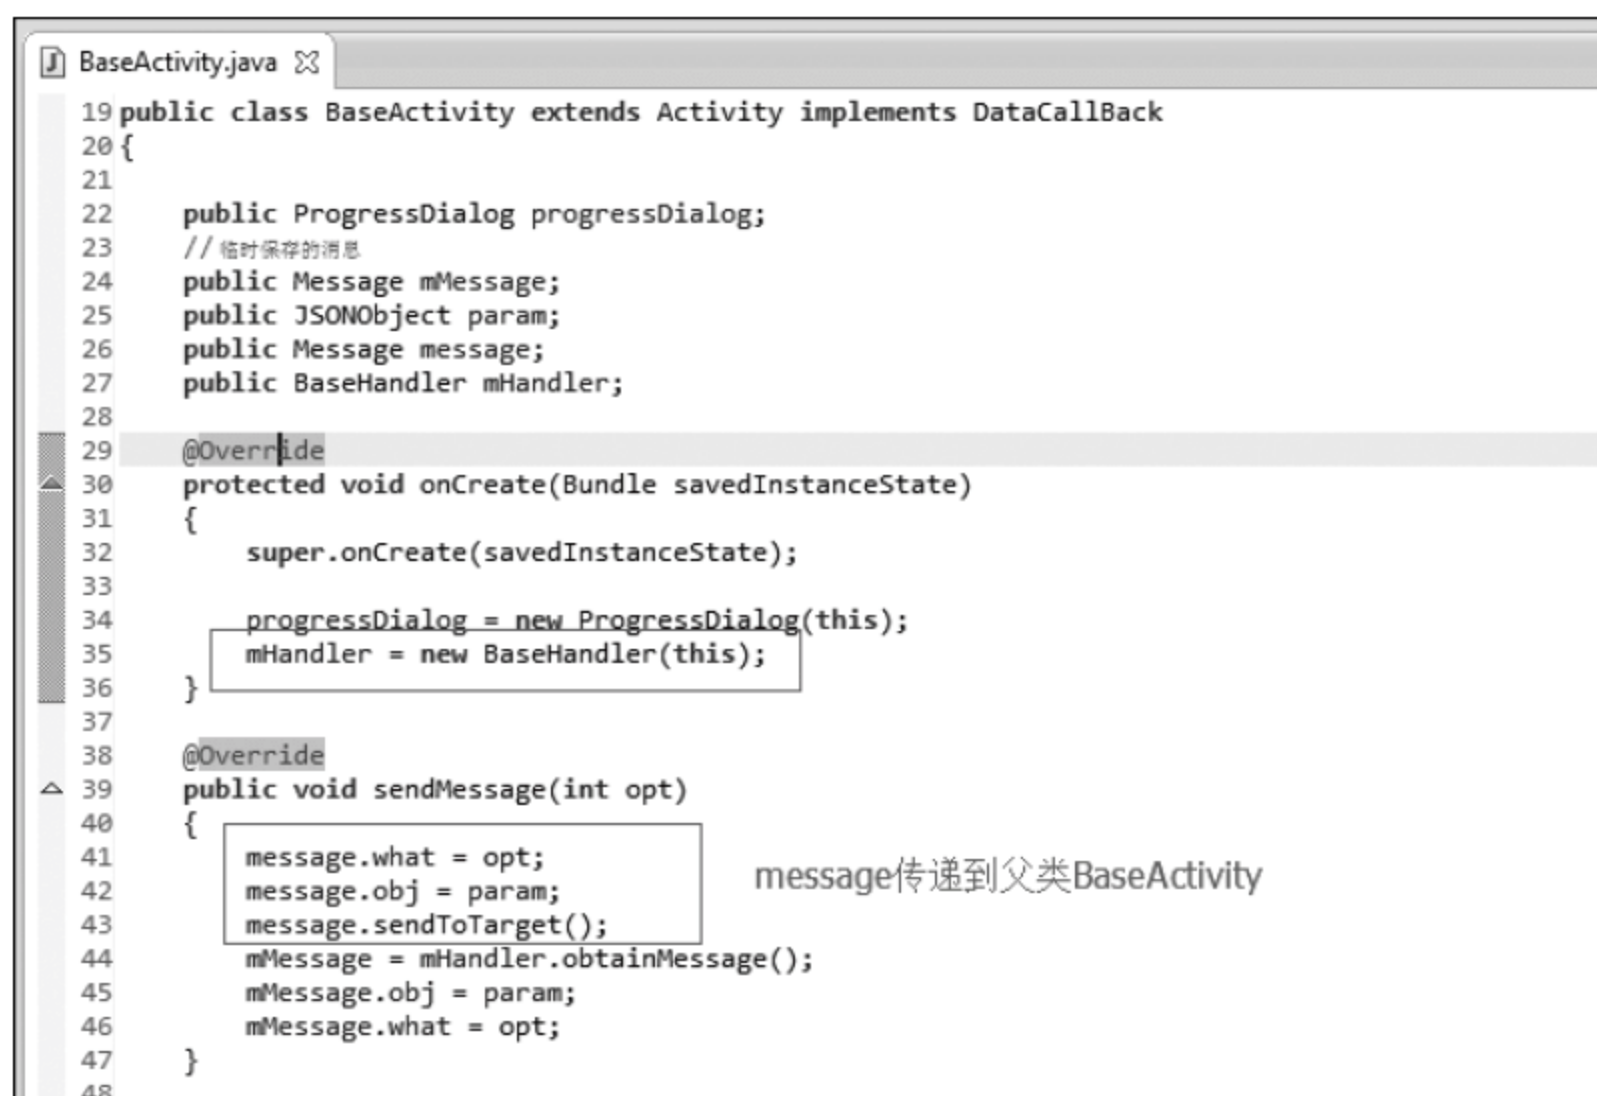 BaseActivity.java
19 public class BaseActivity extends Activity implements DataCallBack
20 {
21
22 public ProgressDialog progressDialog;
23 //临时保存的消息
24 public Message mMessage;
25 public JSONObject param;
26 public Message message;
27 public BaseHandler mHandler;
28
29 @Override
30 protected void onCreate(Bundle savedInstanceState)
31 {
32 super.onCreate(savedInstanceState);
33
34 progressDialog = new ProgressDialog(this);
35 mHandler = new BaseHandler(this);
36 }
37
38 @Override
39 public void sendMessage(int opt)
40 {
41 message.what = opt;
42 message.obj = param;
message传递到父类BaseActivity
43 message.sendToTarget();
44 mMessage = mHandler.obtainMessage();
45 mMessage.obj = param;
46 mMessage.what = opt;
47 }
48